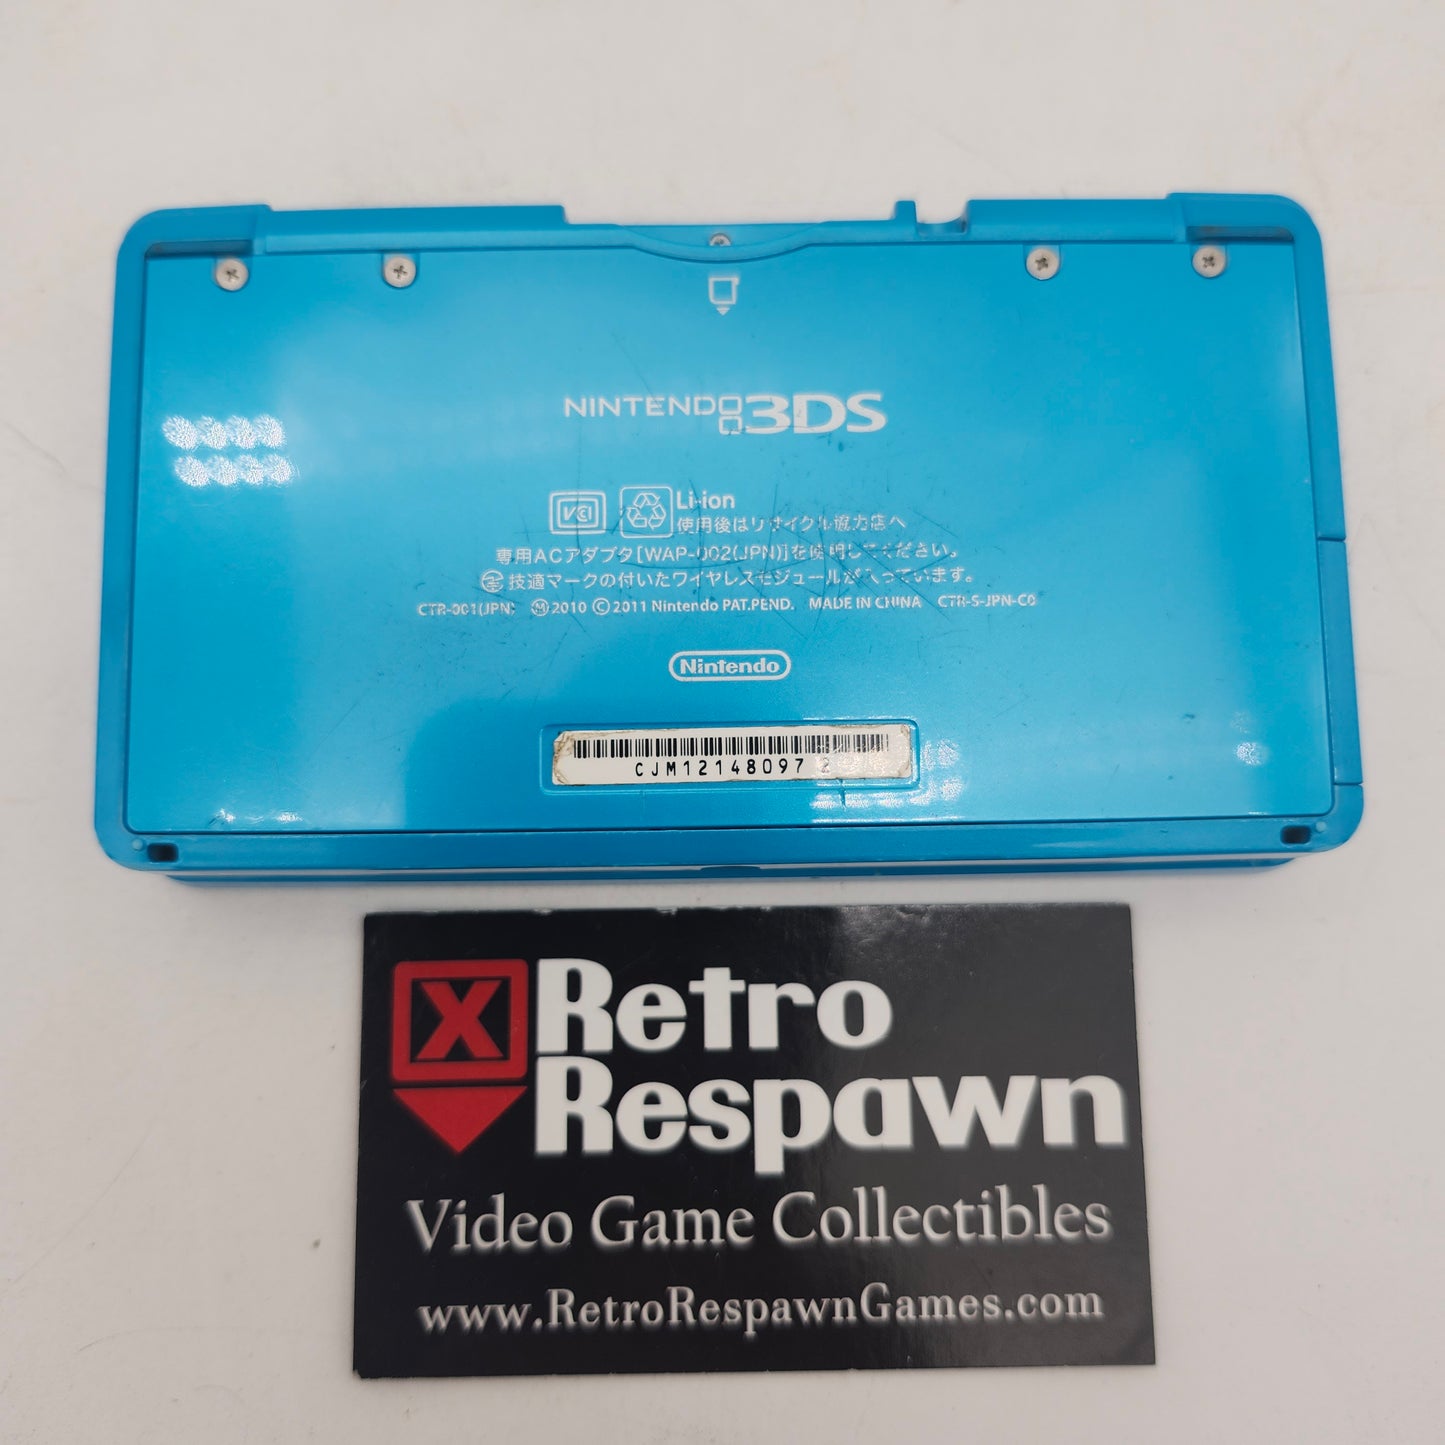 NINTENDO 3DS
VCCI
Li-ion
使用後はリサイクル協力店へ
専用ACアダプタ[WAP-002(JPN)]を使用してください。
技適マークの付いたワイヤレスモジュールが入っています。
CTR-001(JPN) Ⓜ2010 ©2011 Nintendo PAT.PEND. MADE IN CHINA CTR-S-JPN-C0
Nintendo
CJM12148097 2
X Retro
Respawn
Video Game Collectibles
www.RetroRespawnGames.com